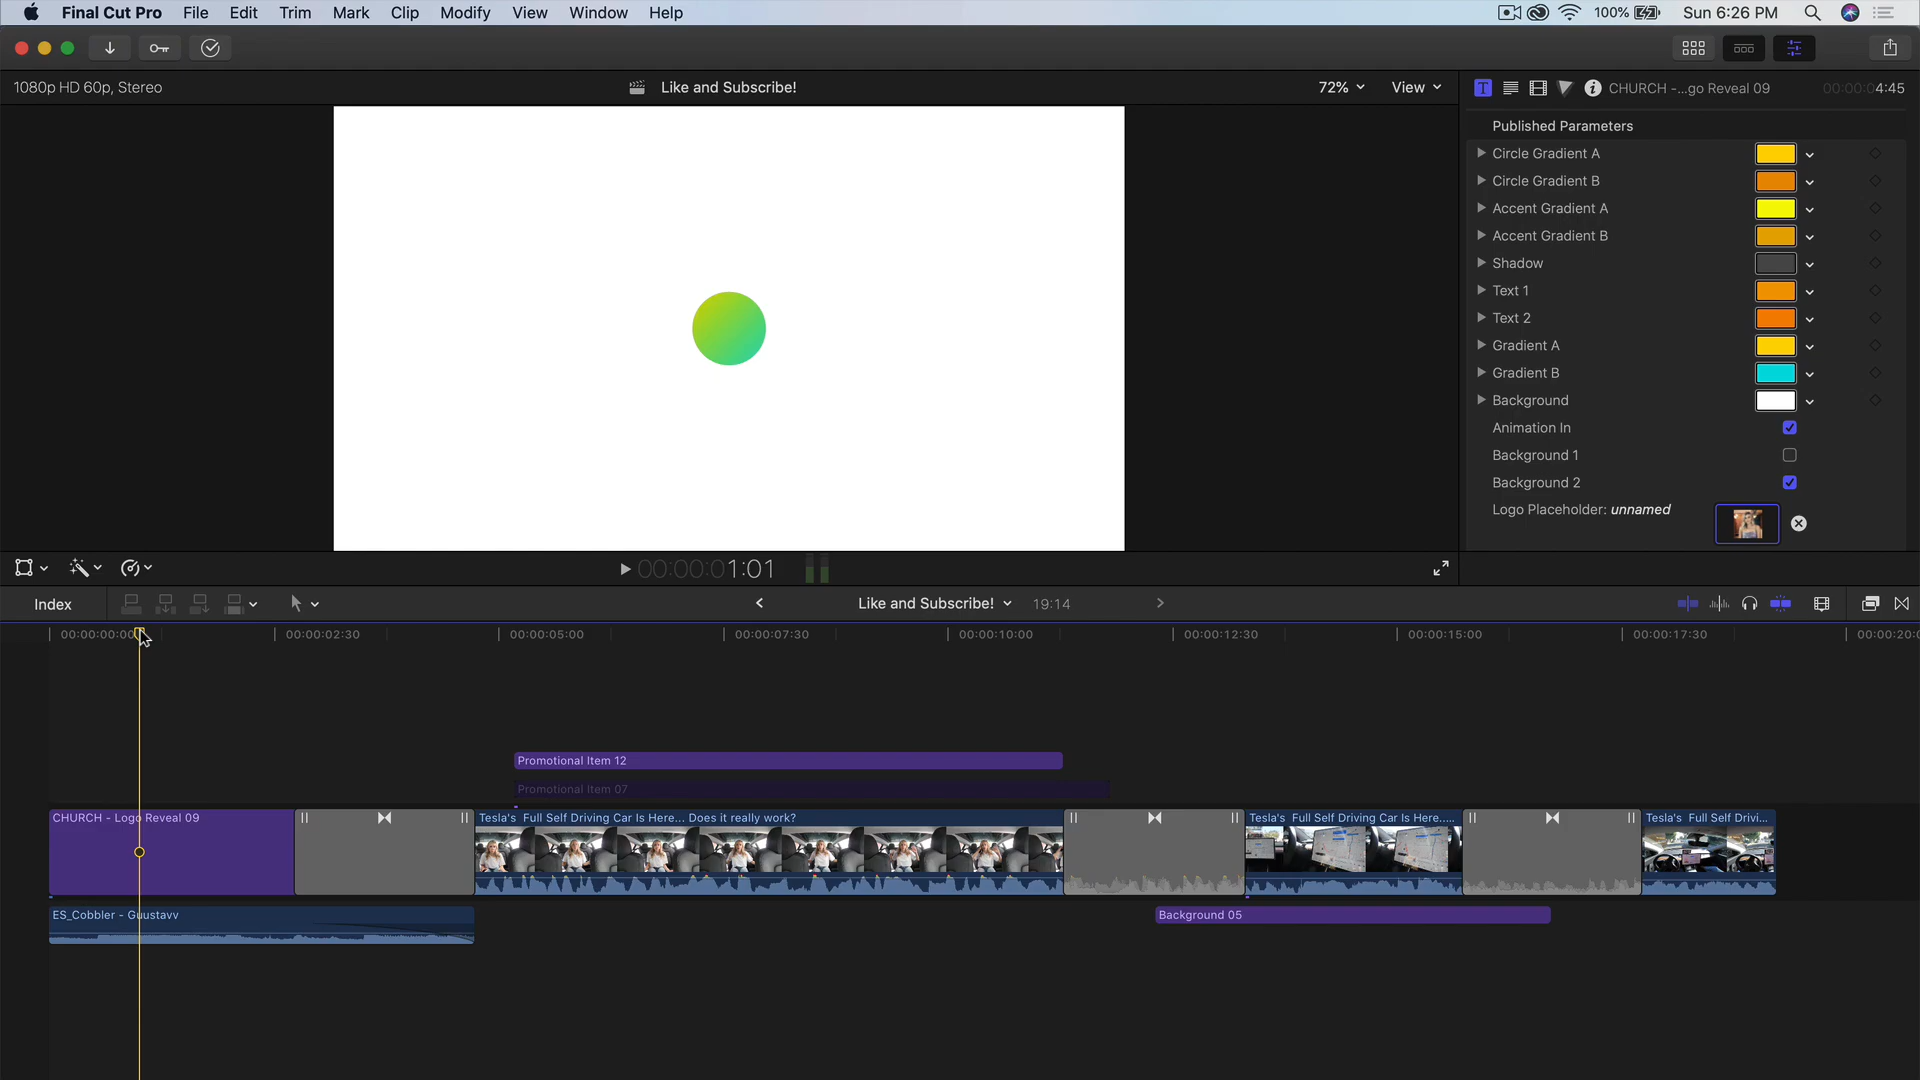 Final Cut Pro File Edit Trim Mark Clip Modify View Window Help 100% Sun 6:26 PM
1080p HD 60p, Stereo Like and Subscribe! 72% View T CHURCH -...go Reveal 09 00:00:04:45
Published Parameters
Circle Gradient A
Circle Gradient B
Accent Gradient A
Accent Gradient B
Shadow
Text 1
Text 2
Gradient A
Gradient B
Background
Animation In
Background 1
Background 2
Logo Placeholder: unnamed
00:00:01:01
Index Like and Subscribe! 19:14
00:00:00:0 00:00:02:30 00:00:05:00 00:00:07:30 00:00:10:00 00:00:12:30 00:00:15:00 00:00:17:30 00:00:20:0
Promotional Item 12
Promotional Item 07
CHURCH - Logo Reveal 09 Tesla's Full Self Driving Car Is Here... Does it really work? Tesla's Full Self Driving Car Is Here.... Tesla's Full Self Drivi...
ES_Cobbler - Guustavv Background 05